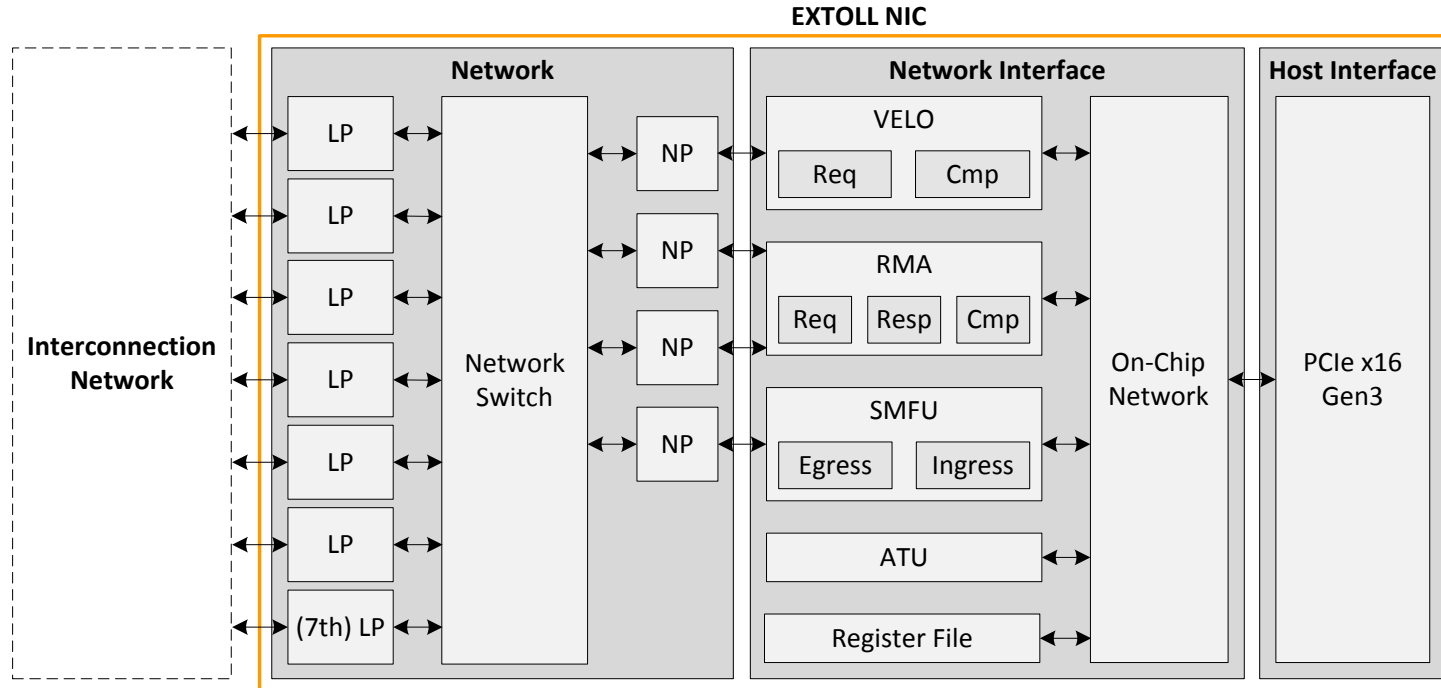 EXTOLL NIC
Network
Network Interface
Host Interface
Interconnection
Network
LP
LP
LP
LP
LP
LP
(7th) LP
Network
Switch
NP
NP
NP
NP
VELO
Req
Cmp
RMA
Req
Resp
Cmp
SMFU
Egress
Ingress
ATU
Register File
On-Chip
Network
PCIe x16
Gen3